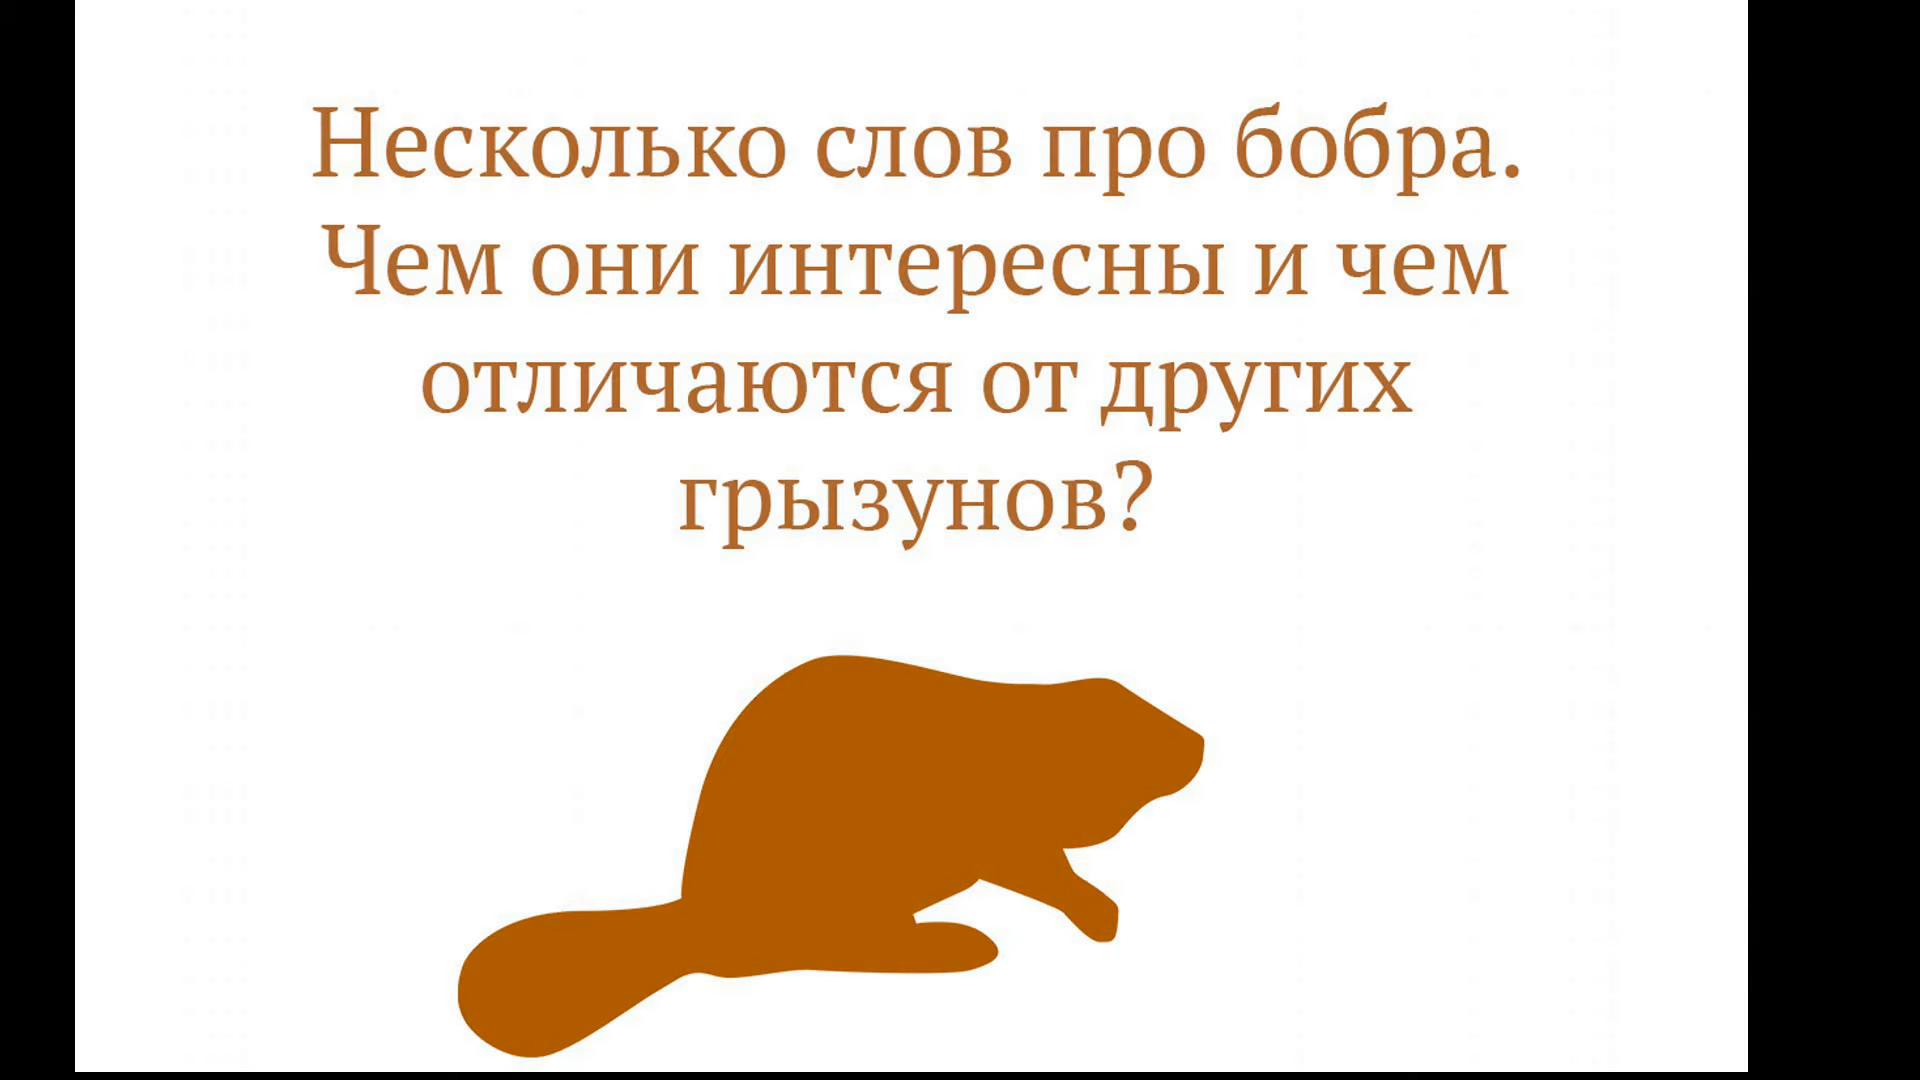 Несколько слов про бобра.
Чем они интересны и чем
отличаются от других
грызунов?